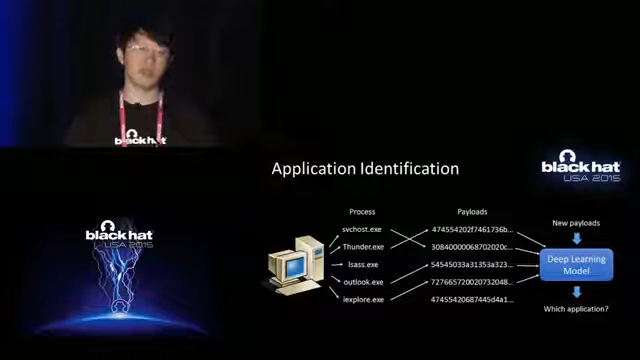 black hat
black hat
USA 2015
Application Identification
black hat
USA 2015
Process
Payloads
svchost.exe
474554202f7461736b...
New payloads
Thunder.exe
30840000068702020c...
lsass.exe
54545033a31353a323...
Deep Learning
Model
outlook.exe
727665720020732048...
iexplore.exe
47455420687445d4a1...
Which application?